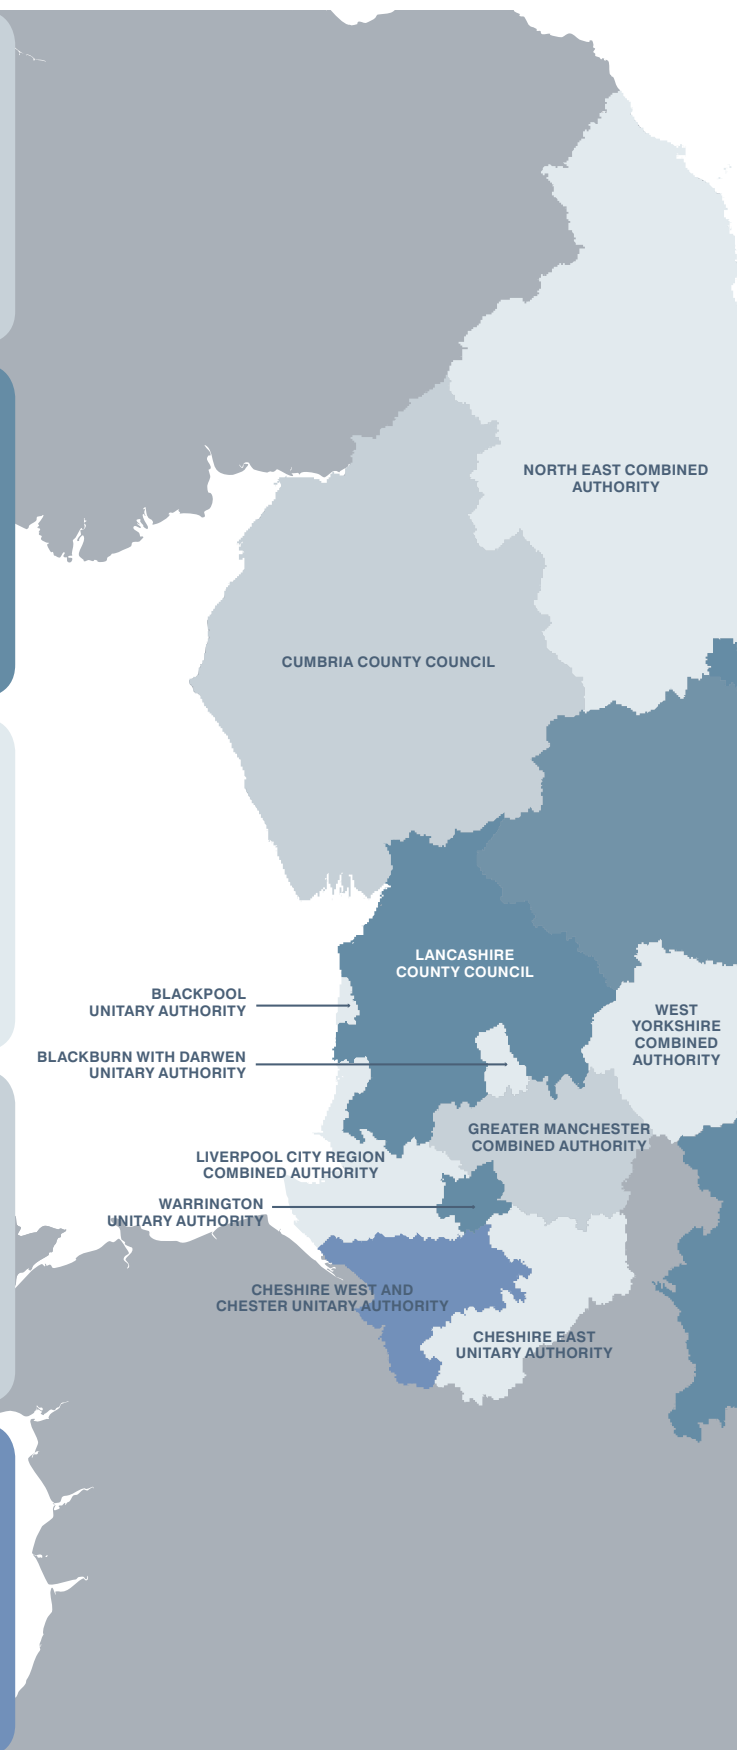 NORTH EAST COMBINED
AUTHORITY
CUMBRIA COUNTY COUNCIL
LANCASHIRE
COUNTY COUNCIL
BLACKPOOL
UNITARY AUTHORITY
WEST
YORKSHIRE
COMBINED
AUTHORITY
BLACKBURN WITH DARWEN
UNITARY AUTHORITY
GREATER MANCHESTER
COMBINED AUTHORITY
LIVERPOOL CITY REGION
COMBINED AUTHORITY
WARRINGTON
UNITARY AUTHORITY
CHESHIRE WEST AND
CHESTER UNITARY AUTHORITY
CHESHIRE EAST
UNITARY AUTHORITY